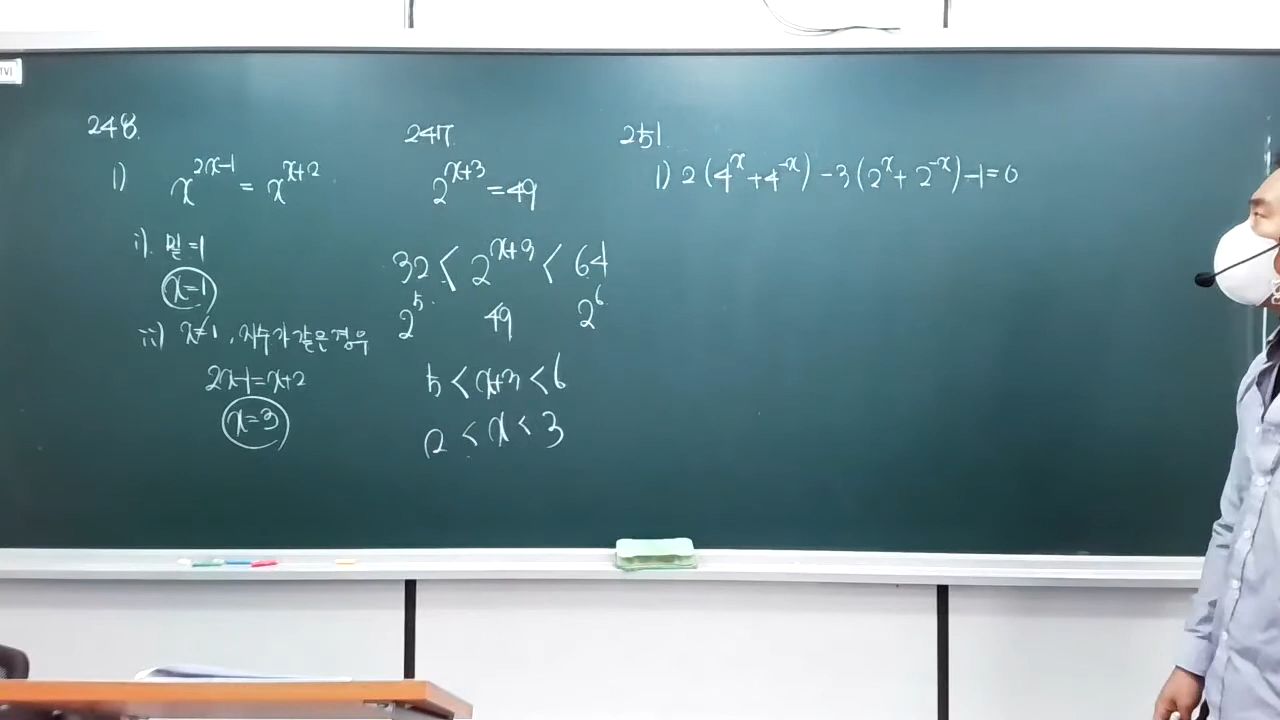 TV
248.
1) x^{2x-1} = x^{x+2}
i). 밑=1
x=1
ii) x≠1, 지수가 같은 경우
2x-1=x+2
x=3
247
2^{x+3} = 49
32 < 2^{x+3} < 64
2^5 49 2^6
5 < x+3 < 6
2 < x < 3
251
1) 2(4^x+4^{-x}) -3(2^x+2^{-x})-1=0